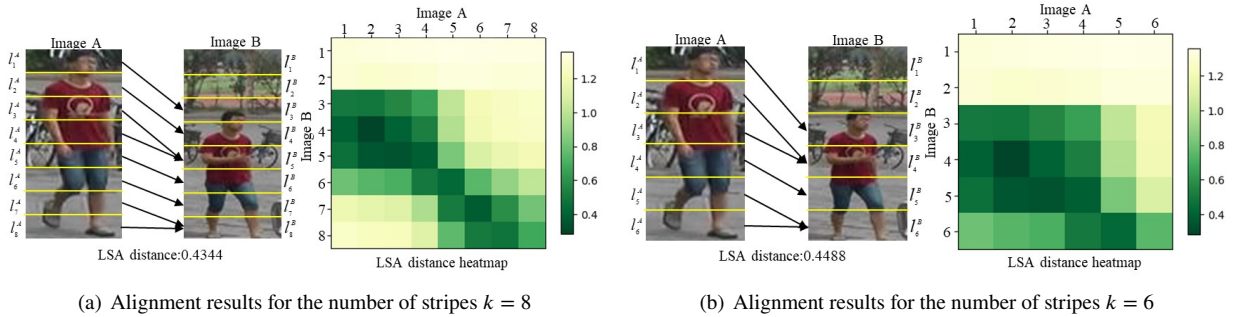 Image A
Image A
Image B
1 2 3 4 5 6 7 8
l₁ᴬ
l₂ᴬ
l₃ᴬ
l₄ᴬ
l₅ᴬ
l₆ᴬ
l₇ᴬ
l₈ᴬ
l₁ᴮ
l₂ᴮ
l₃ᴮ
l₄ᴮ
l₅ᴮ
l₆ᴮ
l₇ᴮ
l₈ᴮ
Image B
1
2
3
4
5
6
7
8
1.2
1.0
0.8
0.6
0.4
LSA distance:0.4344
LSA distance heatmap
(a) Alignment results for the number of stripes k = 8
Image A
Image A
Image B
1 2 3 4 5 6
l₁ᴬ
l₂ᴬ
l₃ᴬ
l₄ᴬ
l₅ᴬ
l₆ᴬ
l₁ᴮ
l₂ᴮ
l₃ᴮ
l₄ᴮ
l₅ᴮ
l₆ᴮ
Image B
1
2
3
4
5
6
1.2
1.0
0.8
0.6
0.4
LSA distance:0.4488
LSA distance heatmap
(b) Alignment results for the number of stripes k = 6